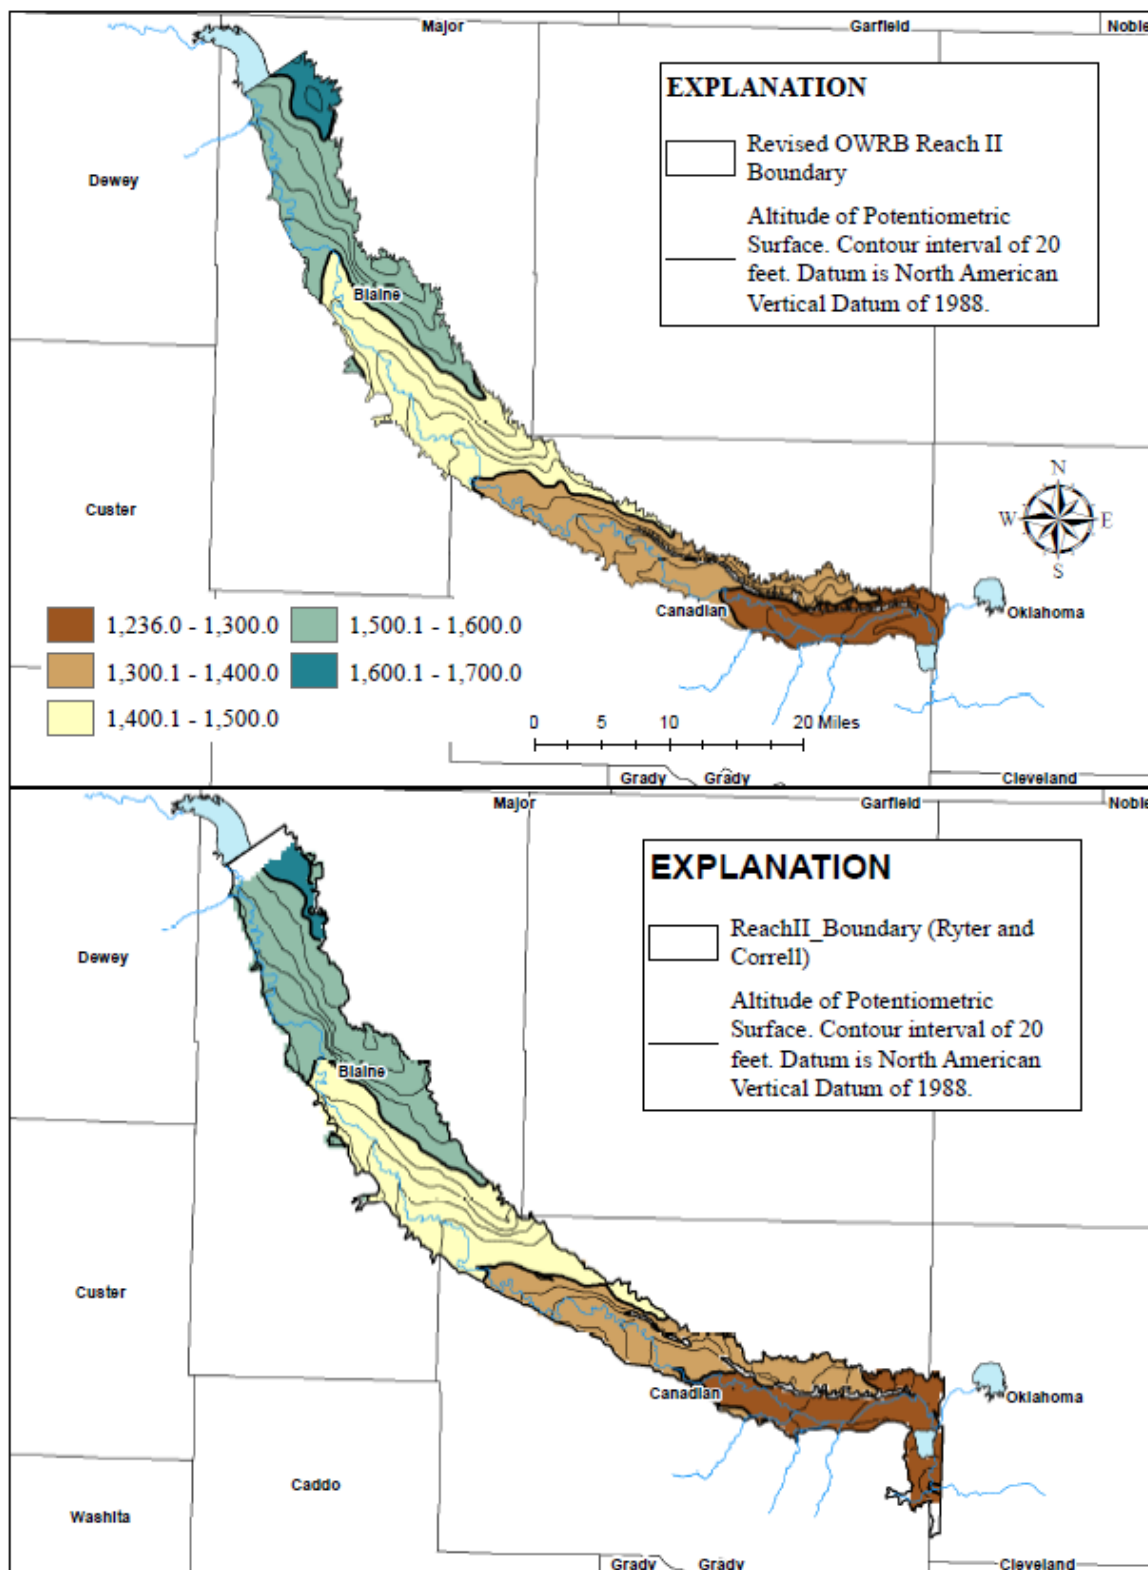 Major
Garfield
Noble
EXPLANATION
Revised OWRB Reach II
Boundary
Altitude of Potentiometric
Surface. Contour interval of 20
feet. Datum is North American
Vertical Datum of 1988.
Dewey
Blaine
N
W
E
S
Custer
Canadian
Oklahoma
1,236.0 - 1,300.0
1,500.1 - 1,600.0
1,300.1 - 1,400.0
1,600.1 - 1,700.0
1,400.1 - 1,500.0
0 5 10 20 Miles
Grady
Grady
Cleveland
Major
Garfield
Noble
EXPLANATION
ReachII_Boundary (Ryter and
Correll)
Altitude of Potentiometric
Surface. Contour interval of 20
feet. Datum is North American
Vertical Datum of 1988.
Dewey
Blaine
Custer
Canadian
Oklahoma
Caddo
Washita
Grady
Grady
Cleveland